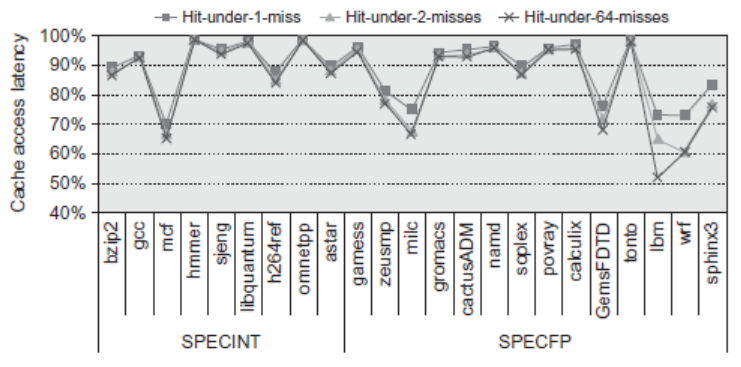 Hit-under-1-miss Hit-under-2-misses Hit-under-64-misses
Cache access latency
100%
90%
80%
70%
60%
50%
40%
bzip2
gcc
mcf
hmmer
sjeng
libquantum
h264ref
omnetpp
astar
gamess
zeusmp
milc
gromacs
cactusADM
namd
soplex
povray
calculix
GemsFDTD
tonto
lbm
wrf
sphinx3
SPECINT SPECFP